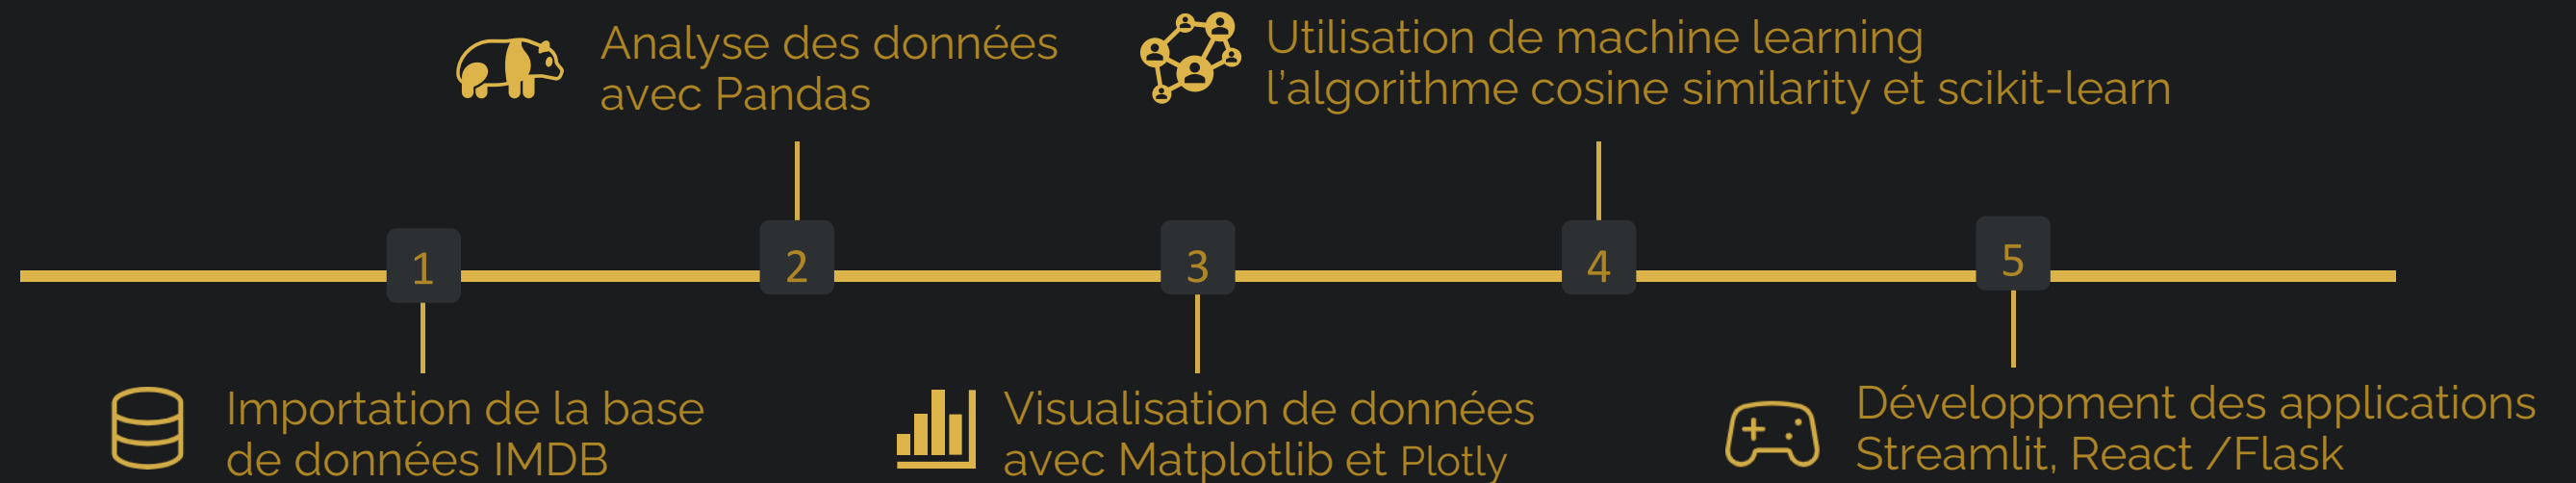 Analyse des données
avec Pandas
Utilisation de machine learning
l'algorithme cosine similarity et scikit-learn
1
2
3
4
5
Importation de la base
de données IMDB
Visualisation de données
avec Matplotlib et Plotly
Développment des applications
Streamlit, React /Flask